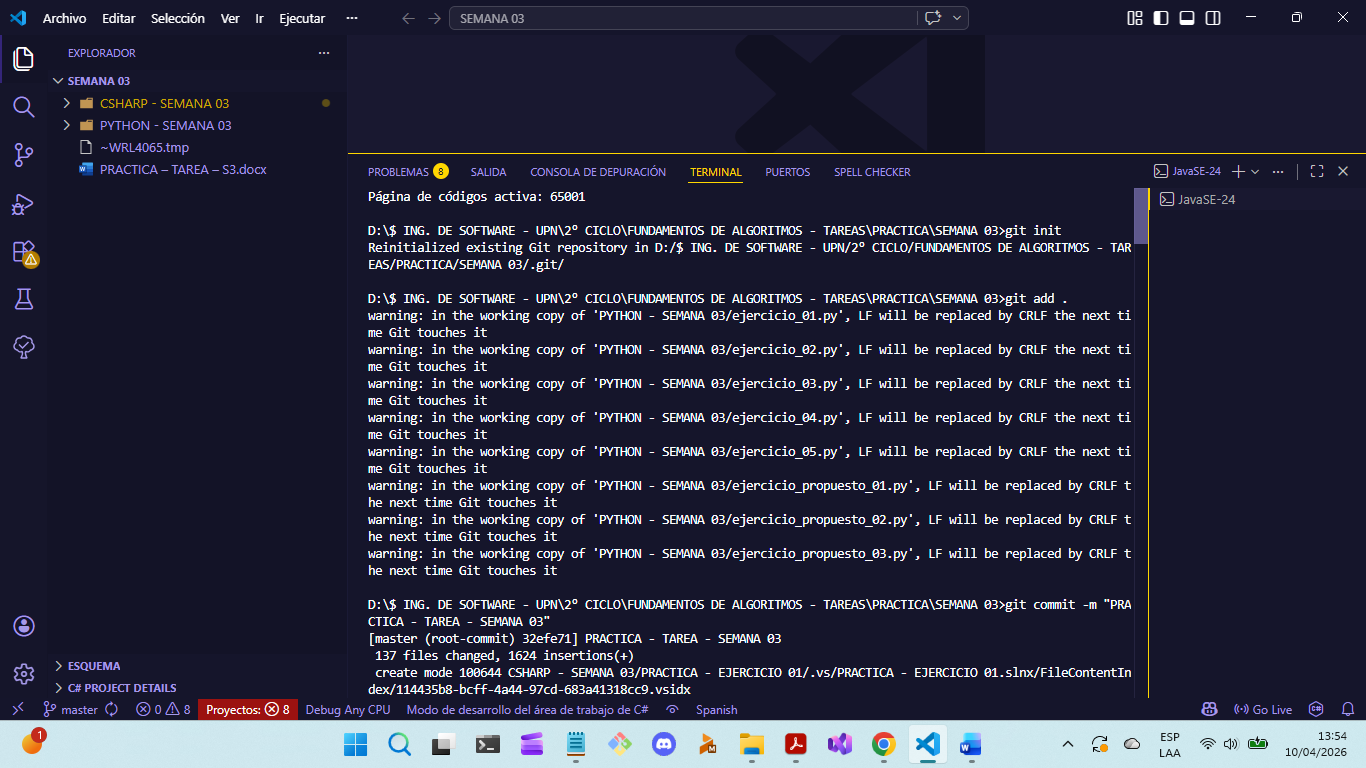 Archivo Editar Selección Ver Ir Ejecutar ···
SEMANA 03
EXPLORADOR ···
SEMANA 03
CSHARP - SEMANA 03
PYTHON - SEMANA 03
~WRL4065.tmp
PRACTICA – TAREA – S3.docx
ESQUEMA
C# PROJECT DETAILS
PROBLEMAS 8 SALIDA CONSOLA DE DEPURACIÓN TERMINAL PUERTOS SPELL CHECKER JavaSE-24 ···
JavaSE-24
Página de códigos activa: 65001
D:\$ ING. DE SOFTWARE - UPN\2º CICLO\FUNDAMENTOS DE ALGORITMOS - TAREAS\PRACTICA\SEMANA 03>git init
Reinitialized existing Git repository in D:/$ ING. DE SOFTWARE - UPN/2º CICLO/FUNDAMENTOS DE ALGORITMOS - TAR
EAS/PRACTICA/SEMANA 03/.git/
D:\$ ING. DE SOFTWARE - UPN\2º CICLO\FUNDAMENTOS DE ALGORITMOS - TAREAS\PRACTICA\SEMANA 03>git add .
warning: in the working copy of 'PYTHON - SEMANA 03/ejercicio_01.py', LF will be replaced by CRLF the next ti
me Git touches it
warning: in the working copy of 'PYTHON - SEMANA 03/ejercicio_02.py', LF will be replaced by CRLF the next ti
me Git touches it
warning: in the working copy of 'PYTHON - SEMANA 03/ejercicio_03.py', LF will be replaced by CRLF the next ti
me Git touches it
warning: in the working copy of 'PYTHON - SEMANA 03/ejercicio_04.py', LF will be replaced by CRLF the next ti
me Git touches it
warning: in the working copy of 'PYTHON - SEMANA 03/ejercicio_05.py', LF will be replaced by CRLF the next ti
me Git touches it
warning: in the working copy of 'PYTHON - SEMANA 03/ejercicio_propuesto_01.py', LF will be replaced by CRLF t
he next time Git touches it
warning: in the working copy of 'PYTHON - SEMANA 03/ejercicio_propuesto_02.py', LF will be replaced by CRLF t
he next time Git touches it
warning: in the working copy of 'PYTHON - SEMANA 03/ejercicio_propuesto_03.py', LF will be replaced by CRLF t
he next time Git touches it
D:\$ ING. DE SOFTWARE - UPN\2º CICLO\FUNDAMENTOS DE ALGORITMOS - TAREAS\PRACTICA\SEMANA 03>git commit -m "PRA
CTICA - TAREA - SEMANA 03"
[master (root-commit) 32efe71] PRACTICA - TAREA - SEMANA 03
137 files changed, 1624 insertions(+)
create mode 100644 CSHARP - SEMANA 03/PRACTICA - EJERCICIO 01/.vs/PRACTICA - EJERCICIO 01.slnx/FileContentIn
dex/114435b8-bcff-4a44-97cd-683a41318cc9.vsidx
master 0 8 Proyectos: 8 Debug Any CPU Modo de desarrollo del área de trabajo de C# Spanish Go Live
1
ESP
LAA
13:54
10/04/2026